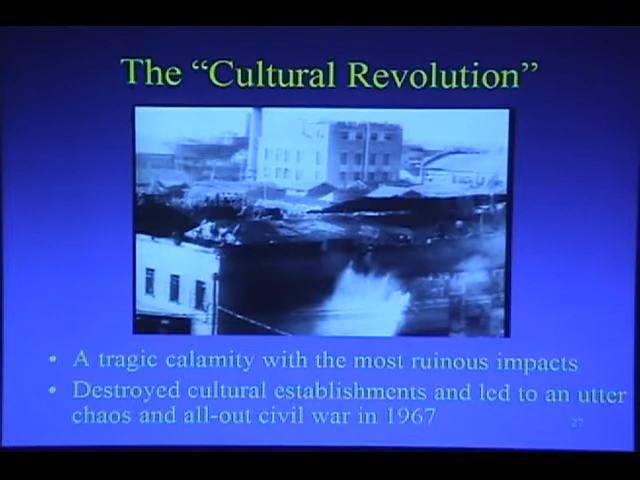 The “Cultural Revolution”
• A tragic calamity with the most ruinous impacts
• Destroyed cultural establishments and led to an utter
chaos and all-out civil war in 1967
27